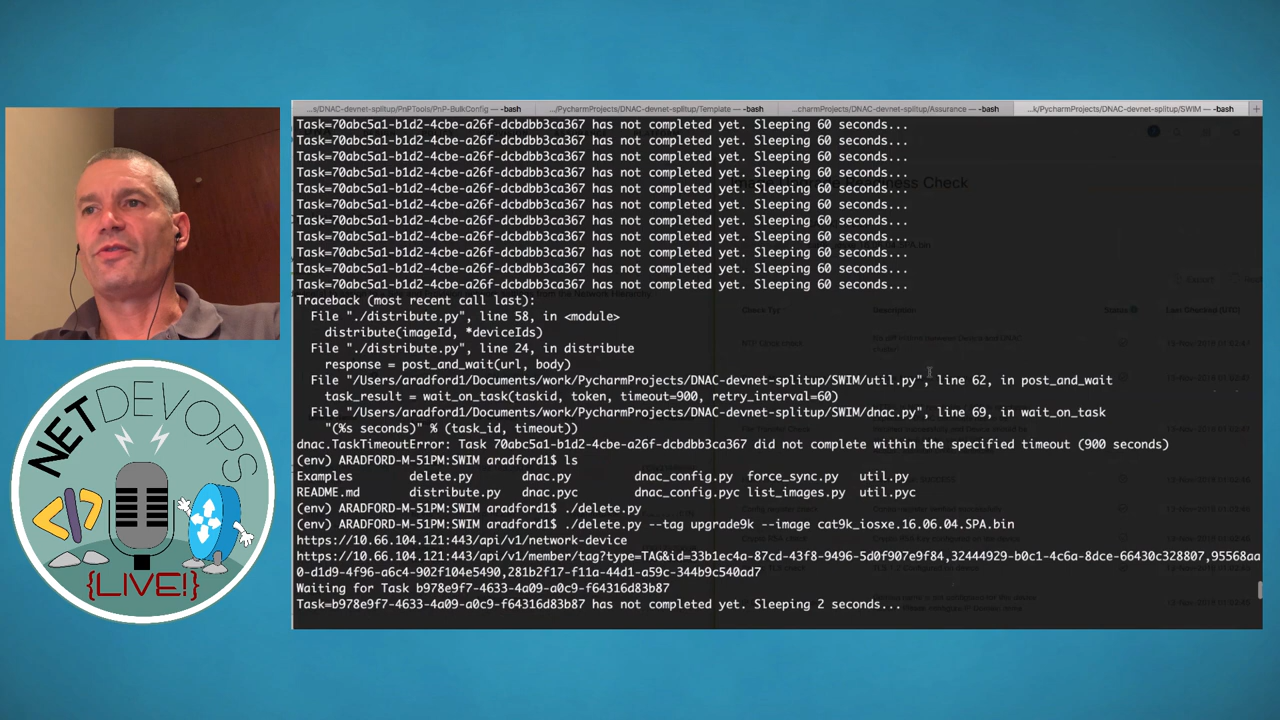 ...s/DNAC-devnet-splitup/PnPTools/PnP-BulkConfig — -bash
.../PycharmProjects/DNAC-devnet-splitup/Template — -bash
...charmProjects/DNAC-devnet-splitup/Assurance — -bash
...k/PycharmProjects/DNAC-devnet-splitup/SWIM — -bash
Task=70abc5a1-b1d2-4cbe-a26f-dcbdbb3ca367 has not completed yet. Sleeping 60 seconds...
Task=70abc5a1-b1d2-4cbe-a26f-dcbdbb3ca367 has not completed yet. Sleeping 60 seconds...
Task=70abc5a1-b1d2-4cbe-a26f-dcbdbb3ca367 has not completed yet. Sleeping 60 seconds...
Task=70abc5a1-b1d2-4cbe-a26f-dcbdbb3ca367 has not completed yet. Sleeping 60 seconds...
Task=70abc5a1-b1d2-4cbe-a26f-dcbdbb3ca367 has not completed yet. Sleeping 60 seconds...
Task=70abc5a1-b1d2-4cbe-a26f-dcbdbb3ca367 has not completed yet. Sleeping 60 seconds...
Task=70abc5a1-b1d2-4cbe-a26f-dcbdbb3ca367 has not completed yet. Sleeping 60 seconds...
Task=70abc5a1-b1d2-4cbe-a26f-dcbdbb3ca367 has not completed yet. Sleeping 60 seconds...
Task=70abc5a1-b1d2-4cbe-a26f-dcbdbb3ca367 has not completed yet. Sleeping 60 seconds...
Task=70abc5a1-b1d2-4cbe-a26f-dcbdbb3ca367 has not completed yet. Sleeping 60 seconds...
Task=70abc5a1-b1d2-4cbe-a26f-dcbdbb3ca367 has not completed yet. Sleeping 60 seconds...
Traceback (most recent call last):
File "./distribute.py", line 58, in <module>
distribute(imageId, *deviceIds)
File "./distribute.py", line 24, in distribute
response = post_and_wait(url, body)
File "/Users/aradford1/Documents/work/PycharmProjects/DNAC-devnet-splitup/SWIM/util.py", line 62, in post_and_wait
task_result = wait_on_task(taskid, token, timeout=900, retry_interval=60)
File "/Users/aradford1/Documents/work/PycharmProjects/DNAC-devnet-splitup/SWIM/dnac.py", line 69, in wait_on_task
"(%s seconds)" % (task_id, timeout))
dnac.TaskTimeoutError: Task 70abc5a1-b1d2-4cbe-a26f-dcbdbb3ca367 did not complete within the specified timeout (900 seconds)
(env) ARADFORD-M-51PM:SWIM aradford1$ ls
Examples delete.py dnac.py dnac_config.py force_sync.py util.py
README.md distribute.py dnac.pyc dnac_config.pyc list_images.py util.pyc
(env) ARADFORD-M-51PM:SWIM aradford1$ ./delete.py
(env) ARADFORD-M-51PM:SWIM aradford1$ ./delete.py --tag upgrade9k --image cat9k_iosxe.16.06.04.SPA.bin
https://10.66.104.121:443/api/v1/network-device
https://10.66.104.121:443/api/v1/member/tag?type=TAG&id=33b1ec4a-87cd-43f8-9496-5d0f907e9f84,32444929-b0c1-4c6a-8dce-66430c328807,95568aa
0-d1d9-4f96-a6c4-902f104e5490,281b2f17-f11a-44d1-a59c-344b9c540ad7
Waiting for Task b978e9f7-4633-4a09-a0c9-f64316d83b87
Task=b978e9f7-4633-4a09-a0c9-f64316d83b87 has not completed yet. Sleeping 2 seconds...
NETDEVOPS
{LIVE!}